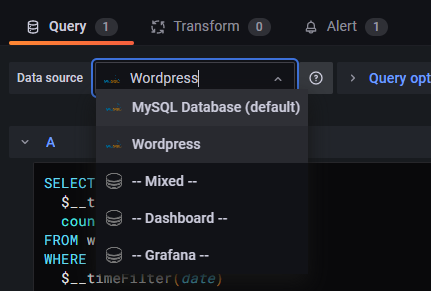 Query 1 Transform 0 Alert 1
Data source Wordpress ? Query opt
MySQL Database (default)
Wordpress
-- Mixed --
-- Dashboard --
-- Grafana --
A
SELECT
$__t
coun
FROM w
WHERE
$__timeFilter(date)